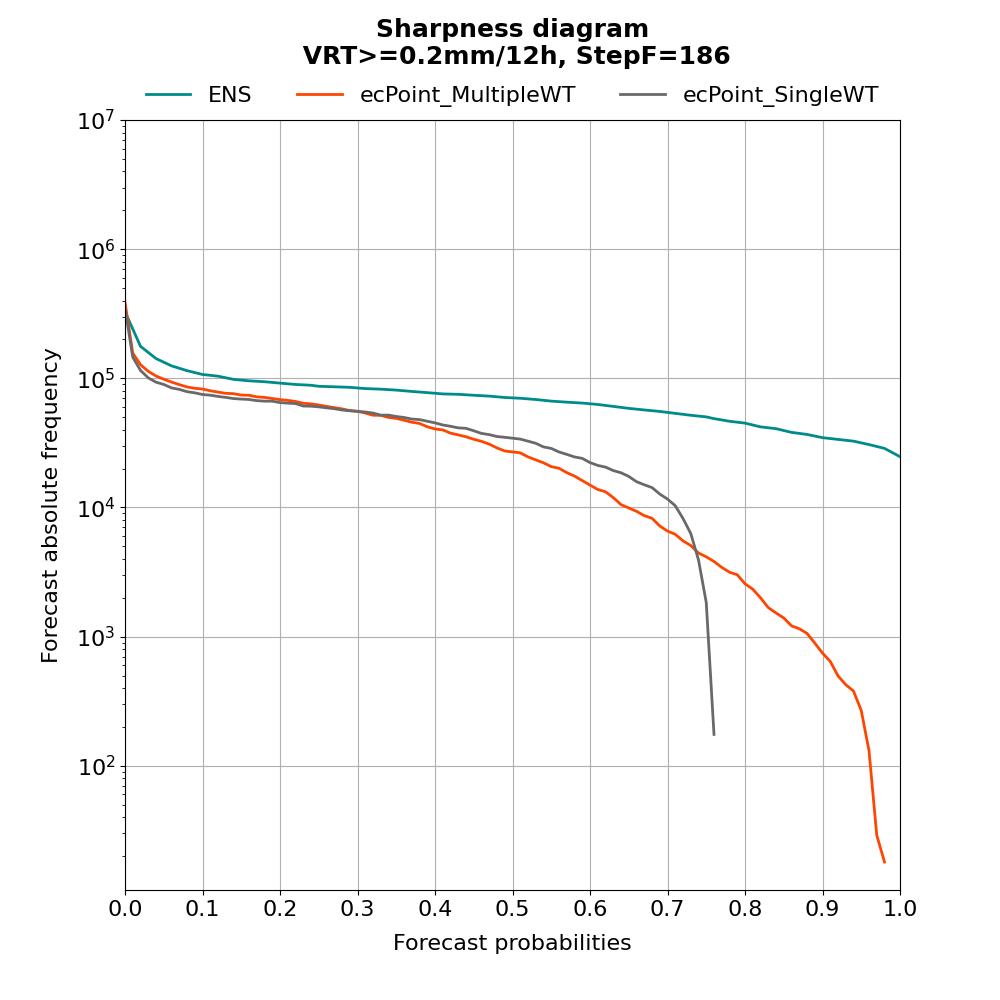 Sharpness diagram
VRT>=0.2mm/12h, StepF=186
ENS ecPoint_MultipleWT ecPoint_SingleWT
10^7
10^6
10^5
10^4
10^3
10^2
Forecast absolute frequency
0.0 0.1 0.2 0.3 0.4 0.5 0.6 0.7 0.8 0.9 1.0
Forecast probabilities